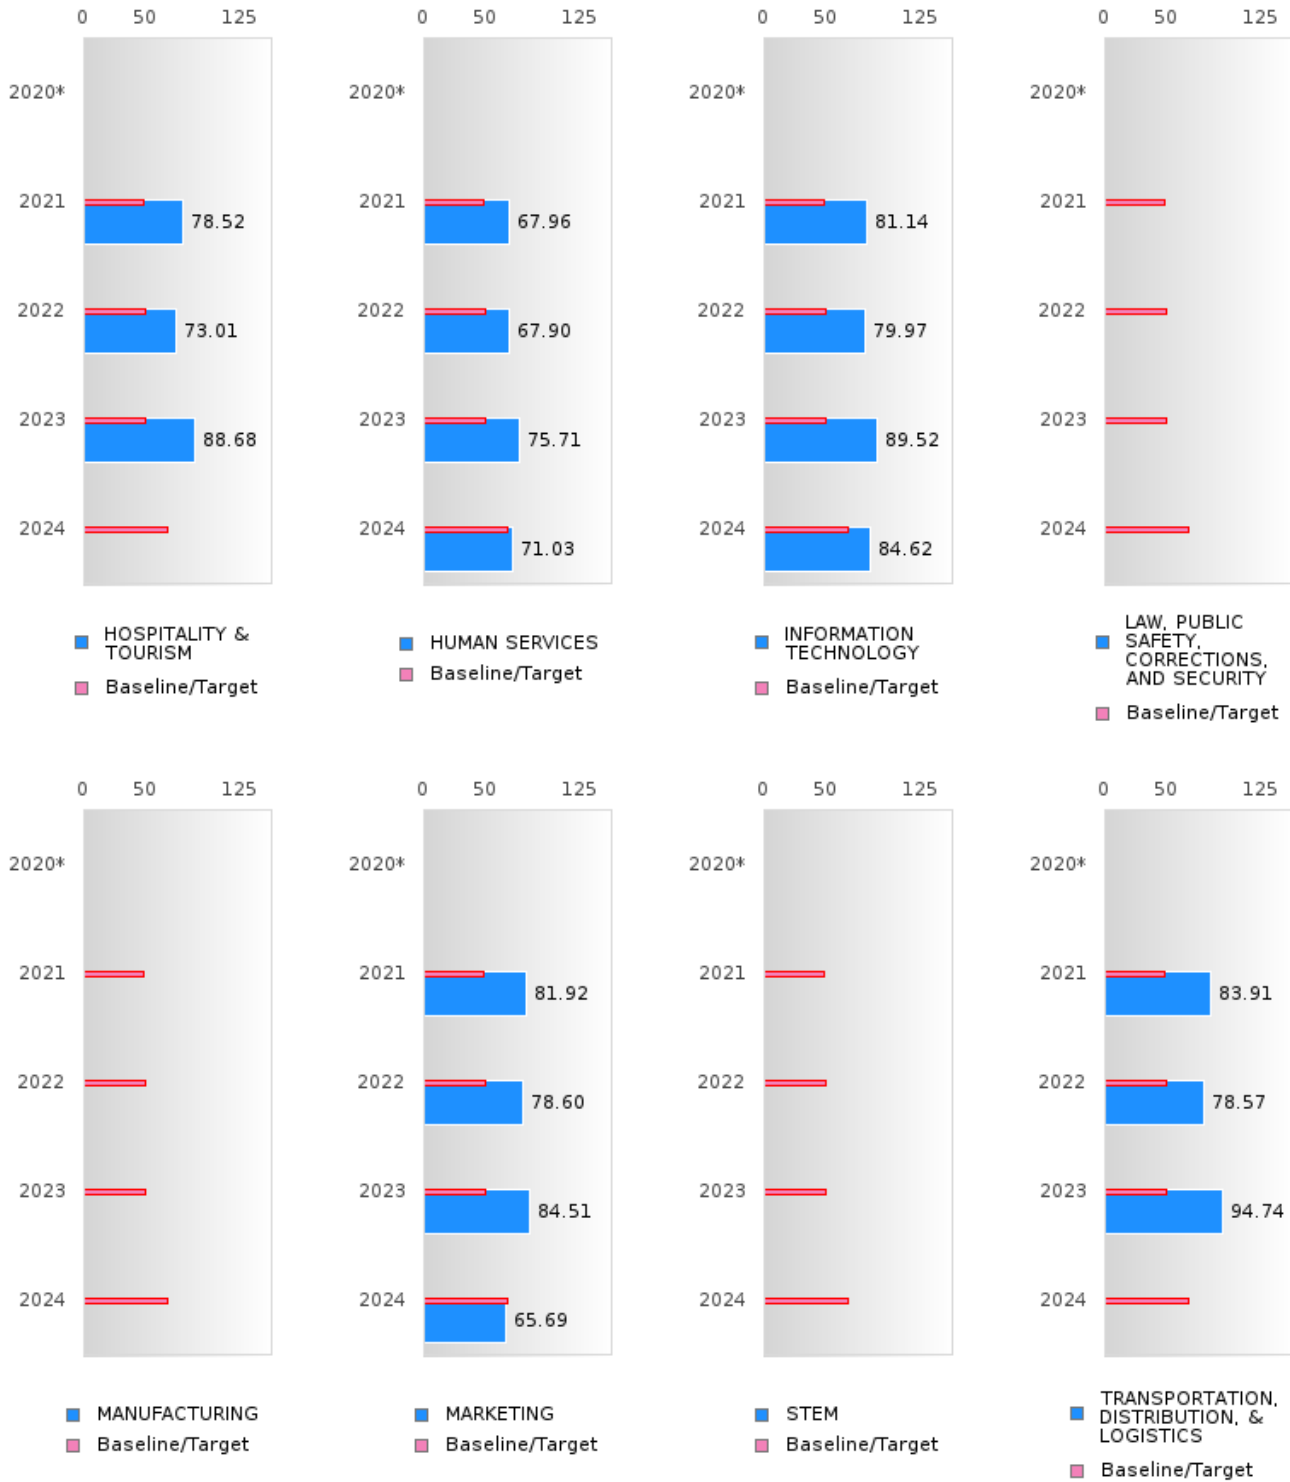 0 50 125
2020*
2021 78.52
2022 73.01
2023 88.68
2024
HOSPITALITY &
TOURISM
Baseline/Target
0 50 125
2020*
2021 67.96
2022 67.90
2023 75.71
2024 71.03
HUMAN SERVICES
Baseline/Target
0 50 125
2020*
2021 81.14
2022 79.97
2023 89.52
2024 84.62
INFORMATION
TECHNOLOGY
Baseline/Target
0 50 125
2020*
2021
2022
2023
2024
LAW, PUBLIC
SAFETY,
CORRECTIONS,
AND SECURITY
Baseline/Target
0 50 125
2020*
2021
2022
2023
2024
MANUFACTURING
Baseline/Target
0 50 125
2020*
2021 81.92
2022 78.60
2023 84.51
2024 65.69
MARKETING
Baseline/Target
0 50 125
2020*
2021
2022
2023
2024
STEM
Baseline/Target
0 50 125
2020*
2021 83.91
2022 78.57
2023 94.74
2024
TRANSPORTATION,
DISTRIBUTION, &
LOGISTICS
Baseline/Target